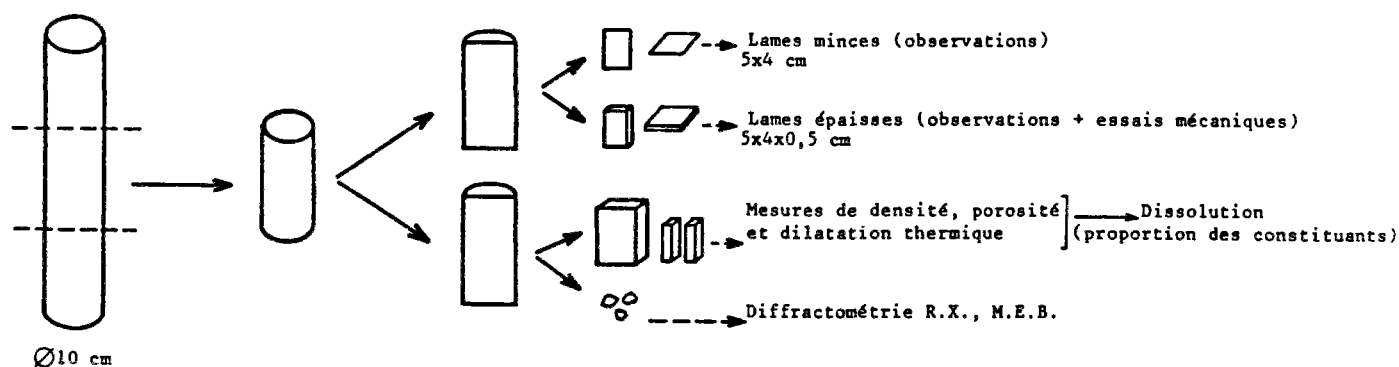 Lames minces (observations)
5x4 cm
Lames épaisses (observations + essais mécaniques)
5x4x0,5 cm
Mesures de densité, porosité
et dilatation thermique
Dissolution
(proportion des constituants)
Diffractométrie R.X., M.E.B.
Ø10 cm